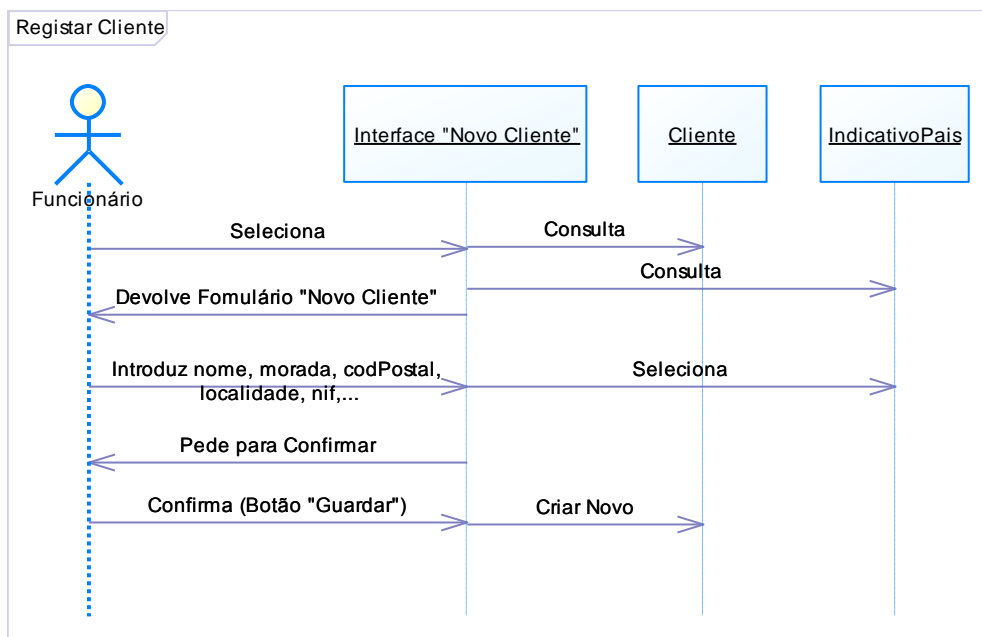 Registar Cliente
Interface "Novo Cliente"
Cliente
IndicativoPais
Funcionário
Seleciona
Consulta
Consulta
Devolve Fomulário "Novo Cliente"
Introduz nome, morada, codPostal,
localidade, nif,...
Seleciona
Pede para Confirmar
Confirma (Botão "Guardar")
Criar Novo